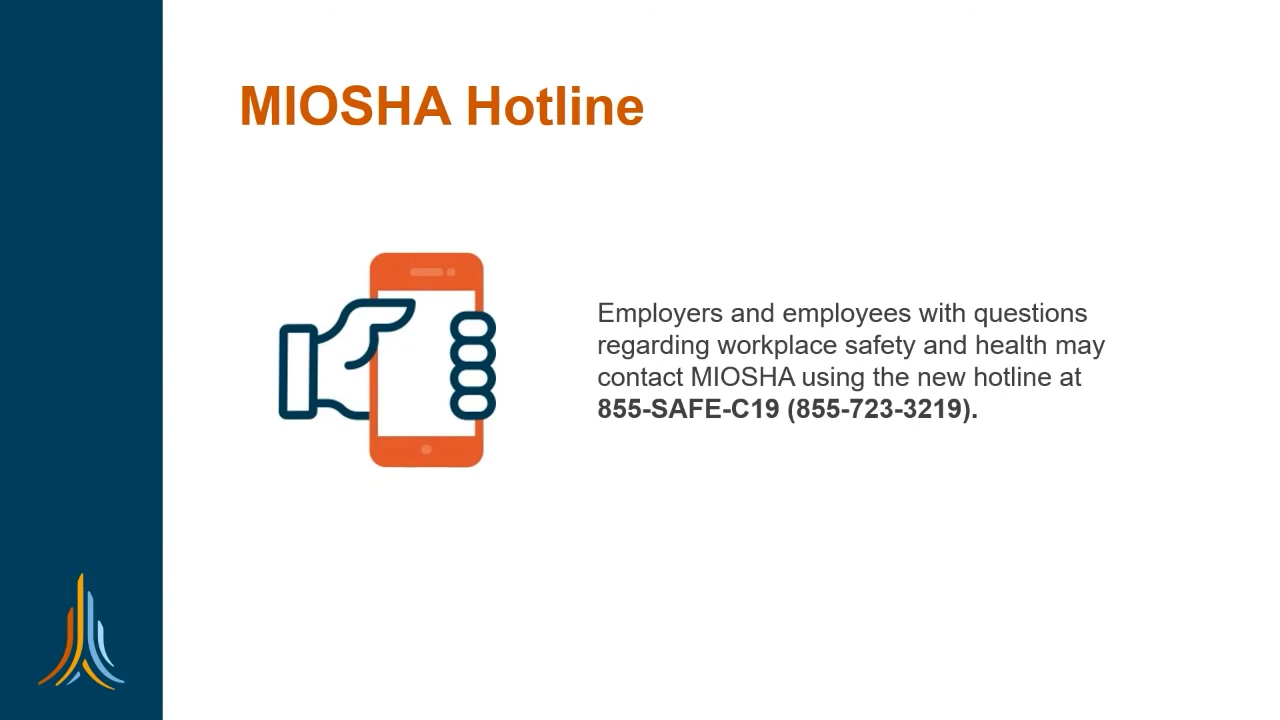 MIOSHA Hotline
Employers and employees with questions
regarding workplace safety and health may
contact MIOSHA using the new hotline at
855-SAFE-C19 (855-723-3219).